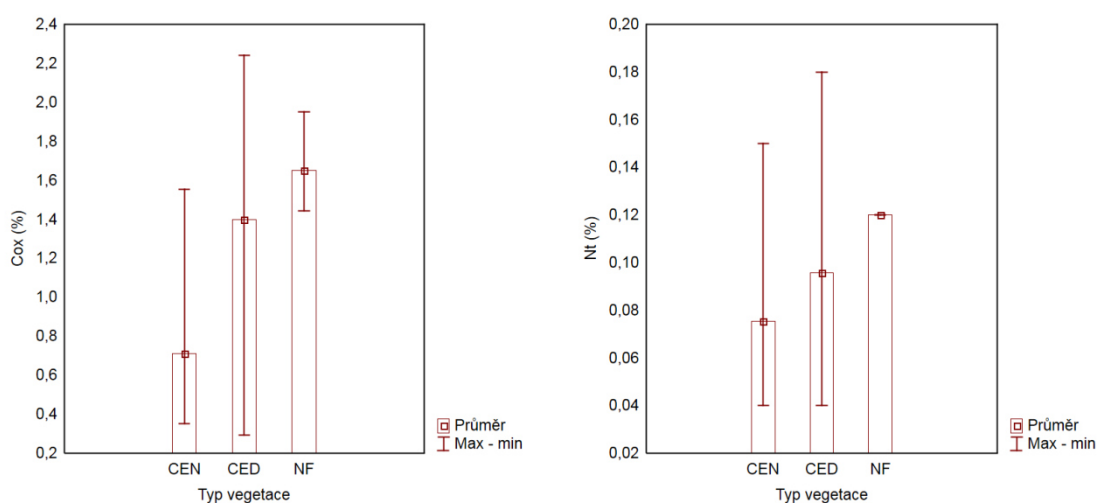 2,4
2,2
2,0
1,8
1,6
1,4
1,2
1,0
0,8
0,6
0,4
0,2
Cox (%)
CEN CED NF
Typ vegetace
Průměr
Max - min
0,20
0,18
0,16
0,14
0,12
0,10
0,08
0,06
0,04
0,02
Nt (%)
CEN CED NF
Typ vegetace
Průměr
Max - min